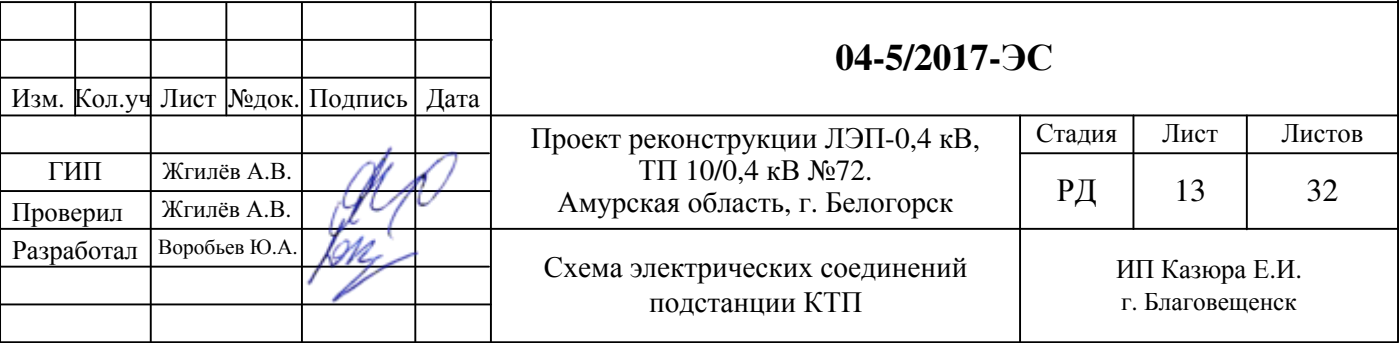 04-5/2017-ЭС
Изм. Кол.уч Лист №док. Подпись Дата
Проект реконструкции ЛЭП-0,4 кВ,
ТП 10/0,4 кВ №72.
Амурская область, г. Белогорск
Стадия Лист Листов
РД 13 32
ГИП Жгилёв А.В.
Проверил Жгилёв А.В.
Разработал Воробьев Ю.А.
Схема электрических соединений
подстанции КТП
ИП Казюра Е.И.
г. Благовещенск